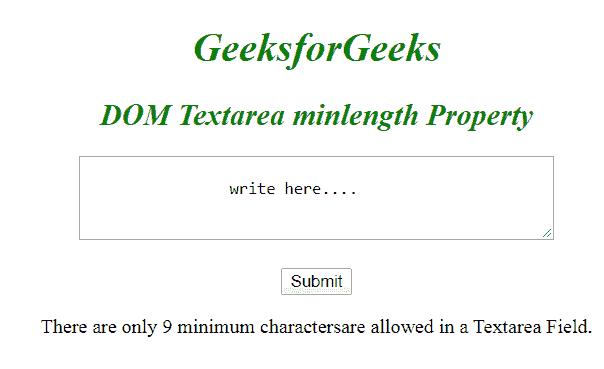 GeeksforGeeks
DOM Textarea minlength Property
write here....
Submit
There are only 9 minimum charactersare allowed in a Textarea Field.